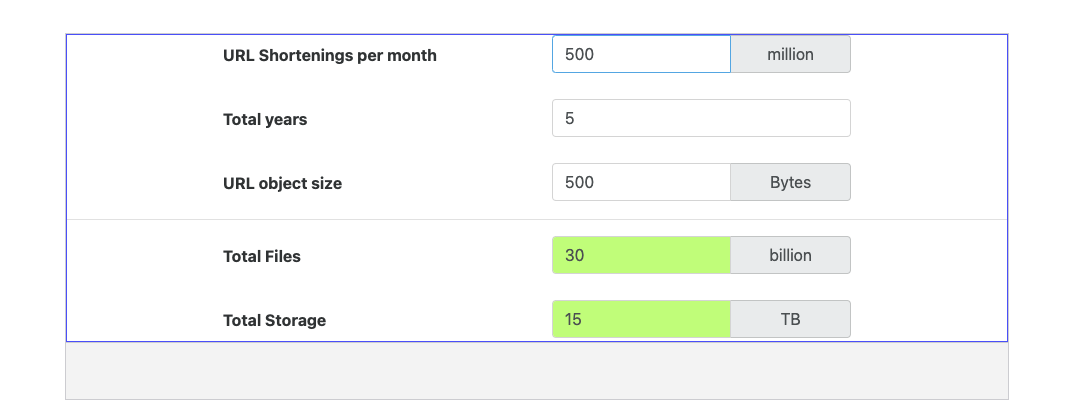 URL Shortenings per month 500 million
Total years 5
URL object size 500 Bytes
Total Files 30 billion
Total Storage 15 TB